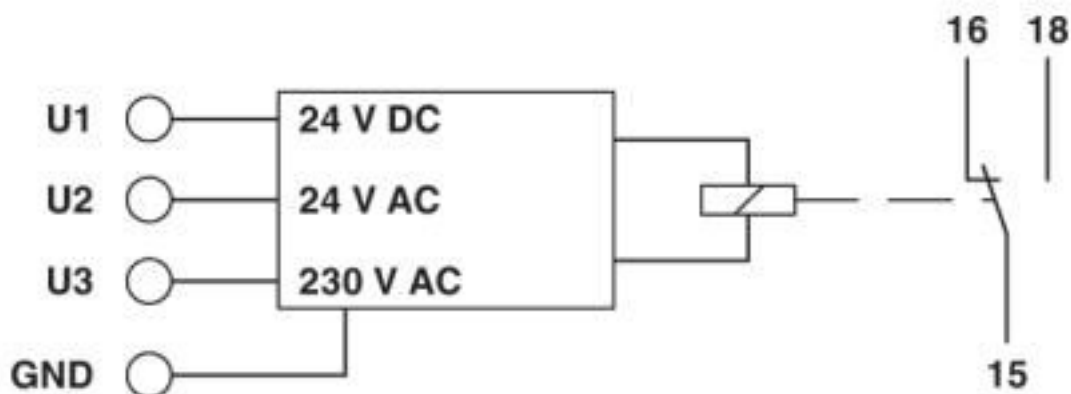 16 18
U1 24 V DC
U2 24 V AC
U3 230 V AC
GND 15